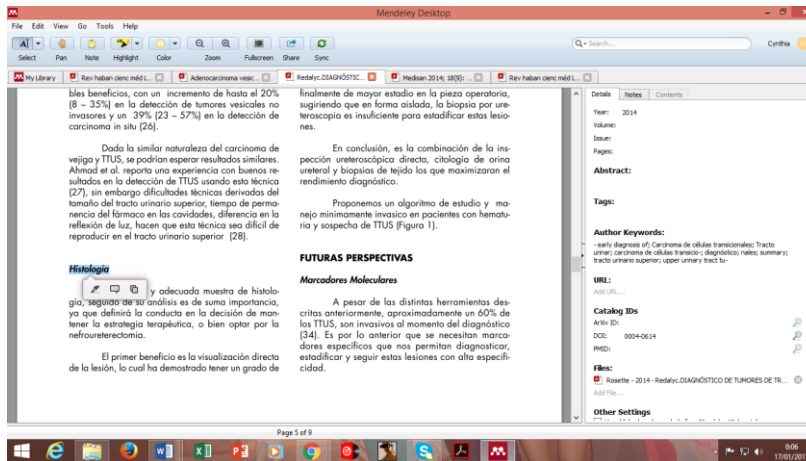 Mendeley Desktop
File Edit View Go Tools Help
Select Pan Note Highlight Color Zoom Fullscreen Share Sync
Search...
Cynthia
My Library
Rev haban cienc méd L...
Adenocarcinoma vesic...
Redalyc.DIAGNÓSTIC...
Medisan 2014; 18(9): ...
Rev haban cienc méd L...
bles beneficios, con un incremento de hasta el 20%
(8 – 35%) en la detección de tumores vesicales no
invasores y un 39% (23 – 57%) en la detección de
carcinoma in situ (26).
Dada la similar naturaleza del carcinoma de
vejiga y TTUS, se podrían esperar resultados similares.
Ahmad et al. reporta una experiencia con buenos re-
sultados en la detección de TTUS usando esta técnica
(27), sin embargo dificultades técnicas derivadas del
tamaño del tracto urinario superior, tiempo de perma-
nencia del fármaco en las cavidades, diferencia en la
reflexión de luz, hacen que esta técnica sea difícil de
reproducir en el tracto urinario superior (28).
Histología
y adecuada muestra de histolo-
gía, seguido de su análisis es de suma importancia,
ya que definirá la conducta en la decisión de man-
tener la estrategia terapéutica, o bien optar por la
nefroureterectomia.
El primer beneficio es la visualización directa
de la lesión, lo cual ha demostrado tener un grado de
finalmente de mayor estadio en la pieza operatoria,
sugiriendo que en forma aislada, la biopsia por ure-
teroscopia es insuficiente para estadificar estas lesio-
nes.
En conclusión, es la combinación de la ins-
pección ureteroscópica directa, citología de orina
ureteral y biopsias de tejido los que maximizaran el
rendimiento diagnóstico.
Proponemos un algoritmo de estudio y ma-
nejo minimamente invasico en pacientes con hematu-
ria y sospecha de TTUS (Figura 1).
FUTURAS PERSPECTIVAS
Marcadores Moleculares
A pesar de las distintas herramientas des-
critas anteriormente, aproximadamente un 60% de
los TTUS, son invasivos al momento del diagnóstico
(34). Es por lo anterior que se necesitan marca-
dores específicos que nos permitan diagnosticar,
estadificar y seguir estas lesiones con alta especifi-
cidad.
Page 5 of 9
Details Notes Contents
Year: 2014
Volume:
Issue:
Pages:
Abstract:
Tags:
Author Keywords:
- early diagnosis of; Carcinoma de células transicionales; Tracto
urinar; carcinoma de células transicio-; diagnóstico; nales; summary;
tracto urinario superior; upper urinary tract tu-
URL:
Add URL...
Catalog IDs
ArXiv ID:
DOI: 0004-0614
PMID:
Files:
Rosette - 2014 - Redalyc.DIAGNÓSTICO DE TUMORES DE TR...
Add File...
Other Settings
0:06
17/01/201